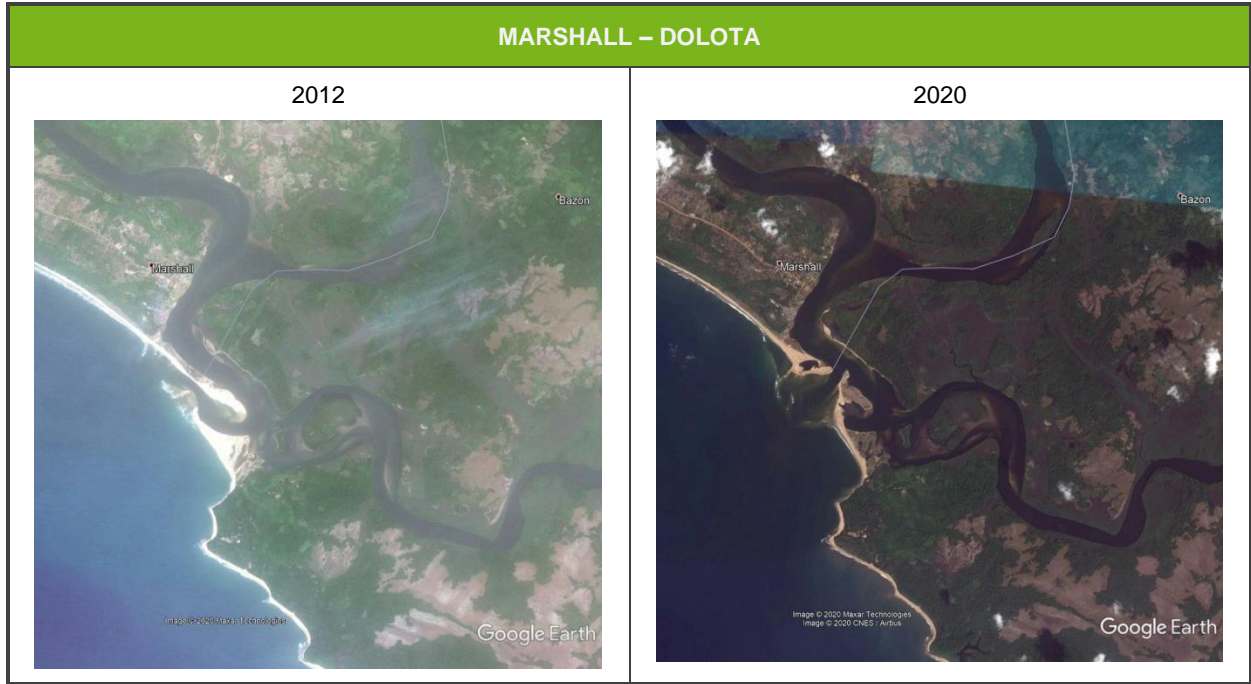 MARSHALL – DOLOTA
2012
2020
Bazon
Marshall
Image © 2020 Maxar Technologies
Google Earth
Bazon
Marshall
Image © 2020 Maxar Technologies
Image © 2020 CNES / Airbus
Google Earth